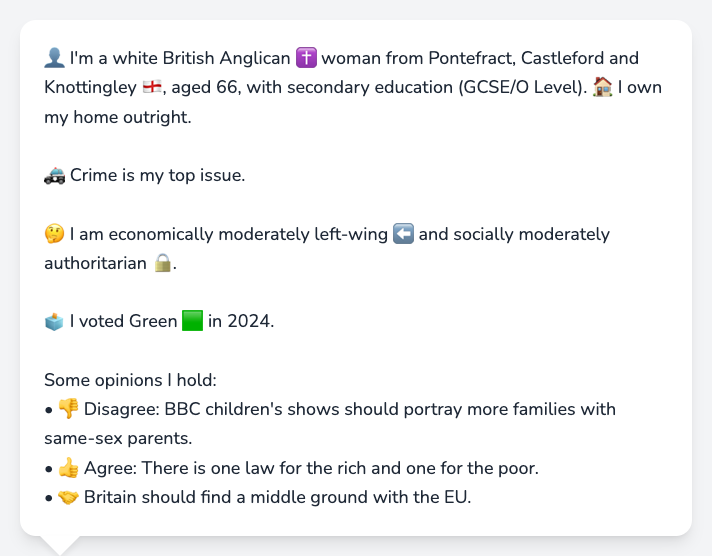 👤 I'm a white British Anglican ✝️ woman from Pontefract, Castleford and
Knottingley 🏴󠁧󠁢󠁥󠁮󠁧󠁿, aged 66, with secondary education (GCSE/O Level). 🏠 I own
my home outright.
🚓 Crime is my top issue.
🤔 I am economically moderately left-wing ⬅️ and socially moderately
authoritarian 🔒.
🗳️ I voted Green 🟩 in 2024.
Some opinions I hold:
• 👎 Disagree: BBC children's shows should portray more families with
same-sex parents.
• 👍 Agree: There is one law for the rich and one for the poor.
• 🤝 Britain should find a middle ground with the EU.